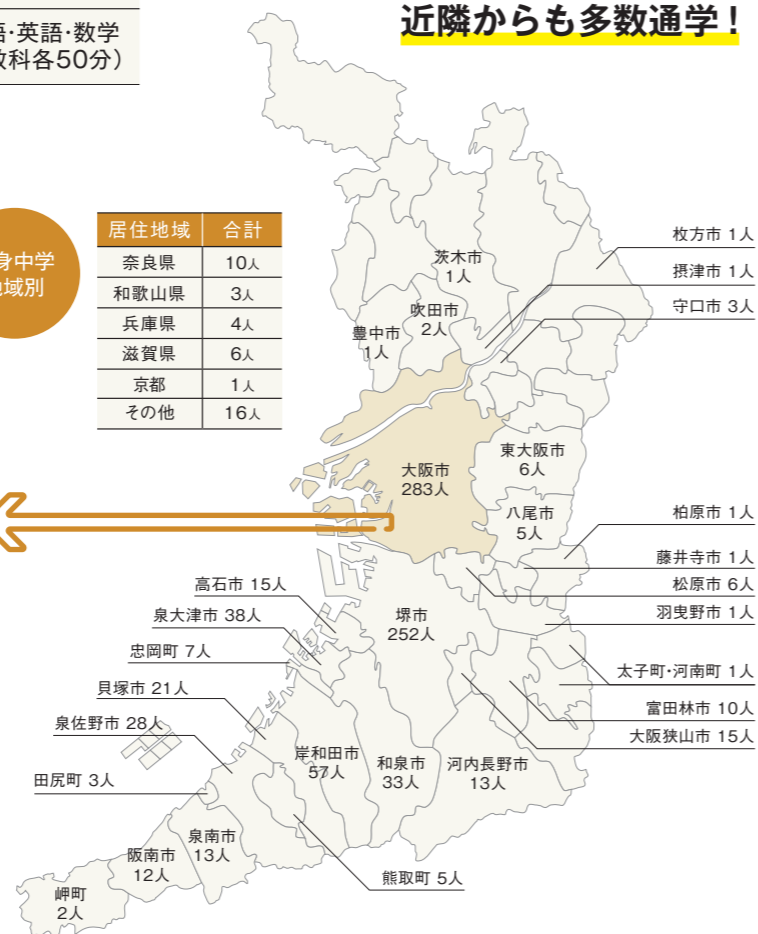 語・英語・数学
教科各50分）
近隣からも多数通学！
身中学
地域別
居住地域 合計
奈良県 10人
和歌山県 3人
兵庫県 4人
滋賀県 6人
京都 1人
その他 16人
枚方市 1人
摂津市 1人
守口市 3人
茨木市
1人
吹田市
2人
豊中市
1人
大阪市
283人
東大阪市
6人
八尾市
5人
柏原市 1人
藤井寺市 1人
松原市 6人
羽曳野市 1人
太子町・河南町 1人
富田林市 10人
大阪狭山市 15人
高石市 15人
泉大津市 38人
忠岡町 7人
貝塚市 21人
泉佐野市 28人
田尻町 3人
堺市
252人
岸和田市
57人
和泉市
33人
河内長野市
13人
泉南市
13人
阪南市
12人
岬町
2人
熊取町 5人